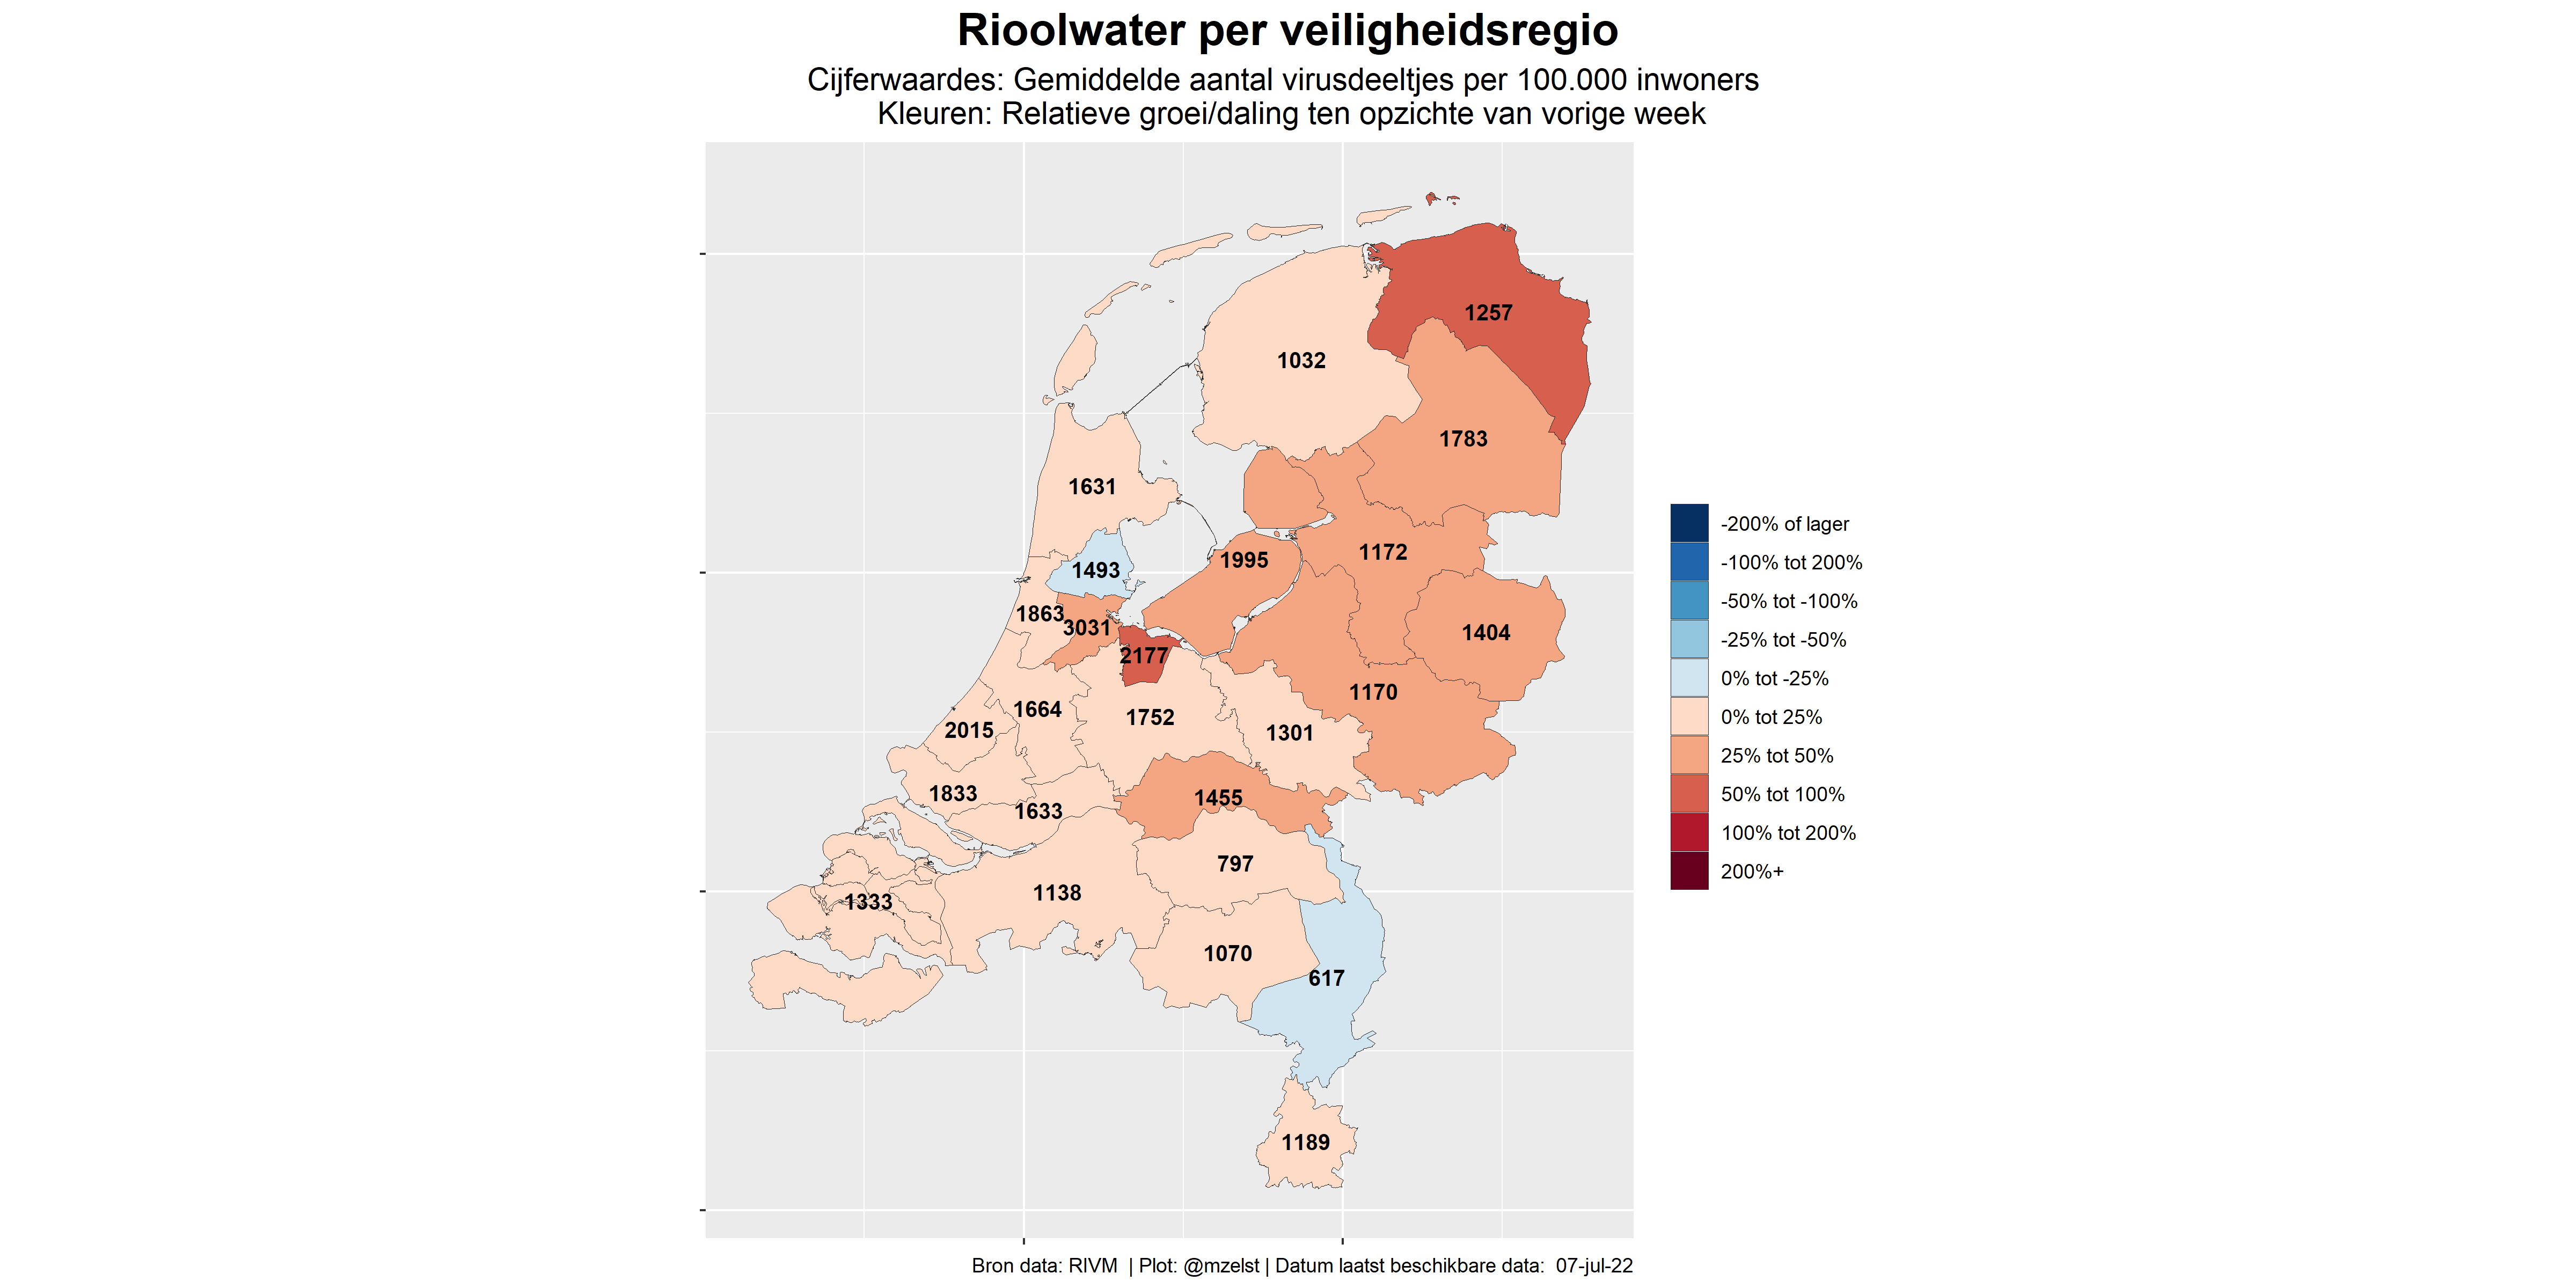 Rioolwater per veiligheidsregio
Cijferwaardes: Gemiddelde aantal virusdeeltjes per 100.000 inwoners
Kleuren: Relatieve groei/daling ten opzichte van vorige week
1257
1032
1783
1631
1172
1995
1493
1863
3031
1404
2177
1170
1664
1752
2015
1301
1833
1455
1633
797
1138
1333
1070
617
1189
-200% of lager
-100% tot 200%
-50% tot -100%
-25% tot -50%
0% tot -25%
0% tot 25%
25% tot 50%
50% tot 100%
100% tot 200%
200%+
Bron data: RIVM | Plot: @mzelst | Datum laatst beschikbare data: 07-jul-22